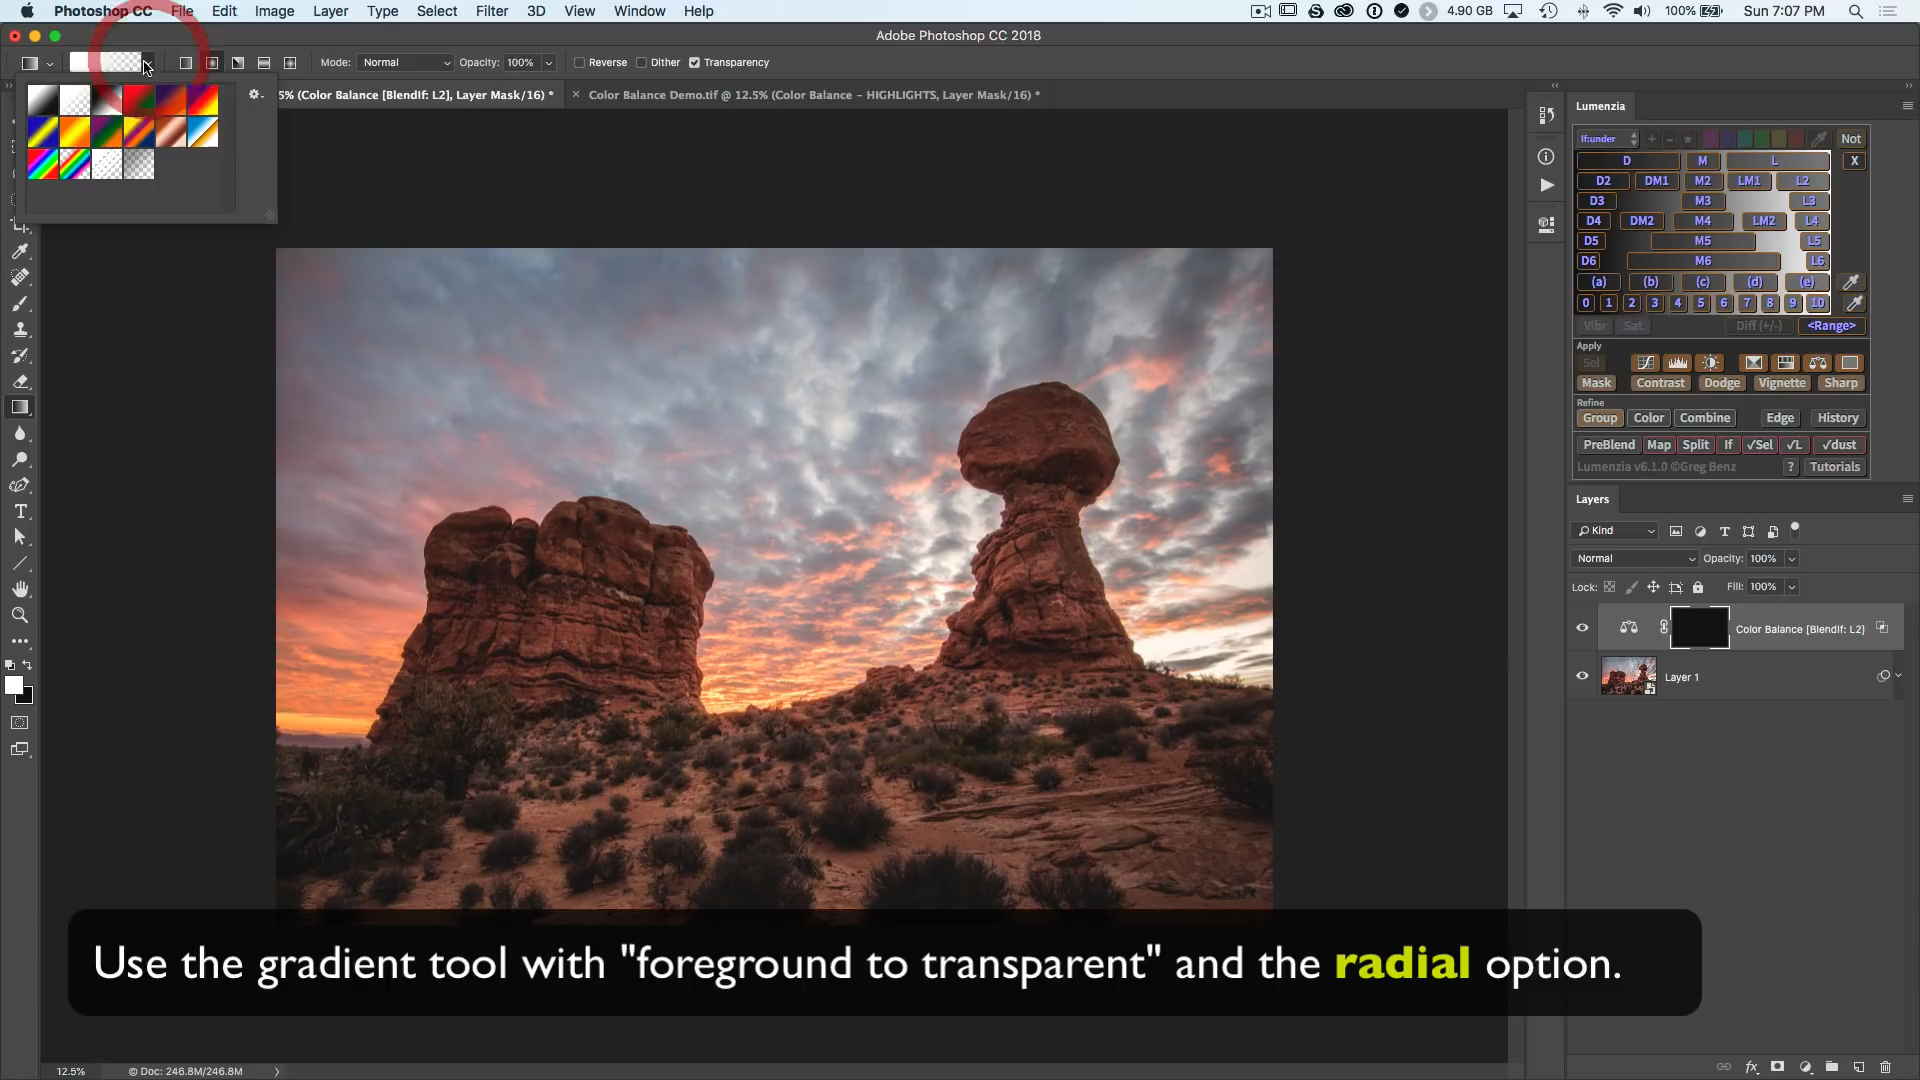 Photoshop CC File Edit Image Layer Type Select Filter 3D View Window Help 4.90 GB 100% Sun 7:07 PM
Adobe Photoshop CC 2018
Mode: Normal Opacity: 100% Reverse Dither Transparency
5% (Color Balance [BlendIf: L2], Layer Mask/16) * × Color Balance Demo.tif @ 12.5% (Color Balance – HIGHLIGHTS, Layer Mask/16) *
Lumenzia
If:under + - Not
D M L X
D2 DM1 M2 LM1 L2
D3 M3 L3
D4 DM2 M4 LM2 L4
D5 M5 L5
D6 M6 L6
(a) (b) (c) (d) (e)
0 1 2 3 4 5 6 7 8 9 10
Vibr Sat Diff (+/-) <Range>
Apply
Sel
Mask Contrast Dodge Vignette Sharp
Refine
Group Color Combine Edge History
PreBlend Map Split If √Sel √L √dust
Lumenzia v6.1.0 ©Greg Benz ? Tutorials
Layers
Kind
Normal Opacity: 100%
Lock: Fill: 100%
Color Balance [BlendIf: L2]
Layer 1
Use the gradient tool with "foreground to transparent" and the radial option.
12.5% © Doc: 246.8M/246.8M